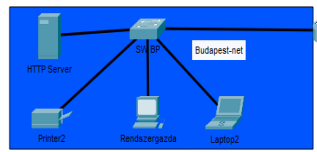 SW BP
Budapest-net
HTTP Server
Printer2
Rendszergazda
Laptop2